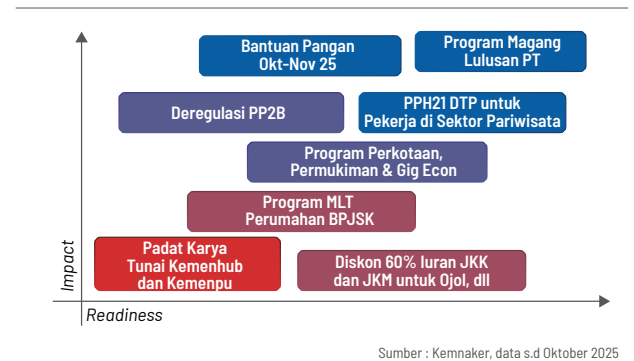 Bantuan Pangan
Okt-Nov 25
Program Magang
Lulusan PT
Deregulasi PP2B
PPH21 DTP untuk
Pekerja di Sektor Pariwisata
Program Perkotaan,
Permukiman & Gig Econ
Program MLT
Perumahan BPJSK
Padat Karya
Tunai Kemenhub
dan Kemenpu
Diskon 60% Iuran JKK
dan JKM untuk Ojol, dll
Impact
Readiness
Sumber : Kemnaker, data s.d Oktober 2025